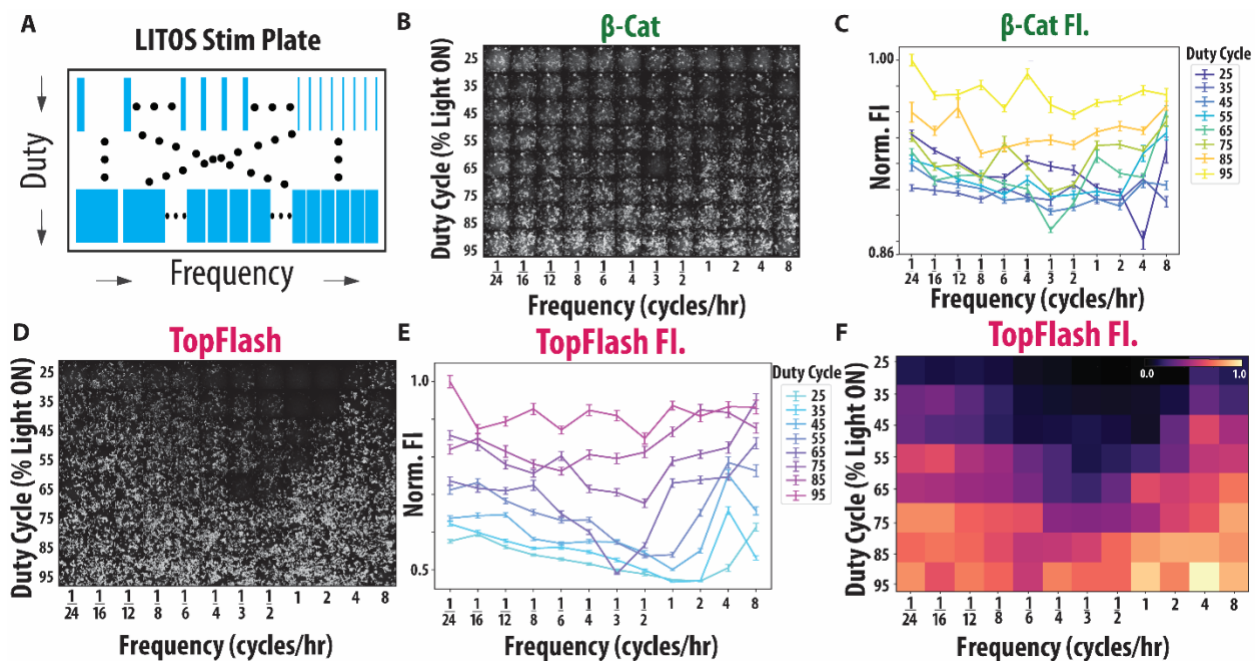 A
LITOS Stim Plate
Duty
Frequency
B
β-Cat
Duty Cycle (% Light ON)
25
35
45
55
65
75
85
95
1/24 1/16 1/12 1/8 1/6 1/4 1/3 1/2 1 2 4 8
Frequency (cycles/hr)
C
β-Cat Fl.
Norm. Fl
1.00
0.86
Duty Cycle
25
35
45
55
65
75
85
95
1/24 1/16 1/12 1/8 1/6 1/4 1/3 1/2 1 2 4 8
Frequency (cycles/hr)
D
TopFlash
Duty Cycle (% Light ON)
25
35
45
55
65
75
85
95
1/24 1/16 1/12 1/8 1/6 1/4 1/3 1/2 1 2 4 8
Frequency (cycles/hr)
E
TopFlash Fl.
Norm. Fl
1.0
0.5
Duty Cycle
25
35
45
55
65
75
85
95
1/24 1/16 1/12 1/8 1/6 1/4 1/3 1/2 1 2 4 8
Frequency (cycles/hr)
F
TopFlash Fl.
0.0 1.0
Duty Cycle (% Light ON)
25
35
45
55
65
75
85
95
1/24 1/16 1/12 1/8 1/6 1/4 1/3 1/2 1 2 4 8
Frequency (cycles/hr)